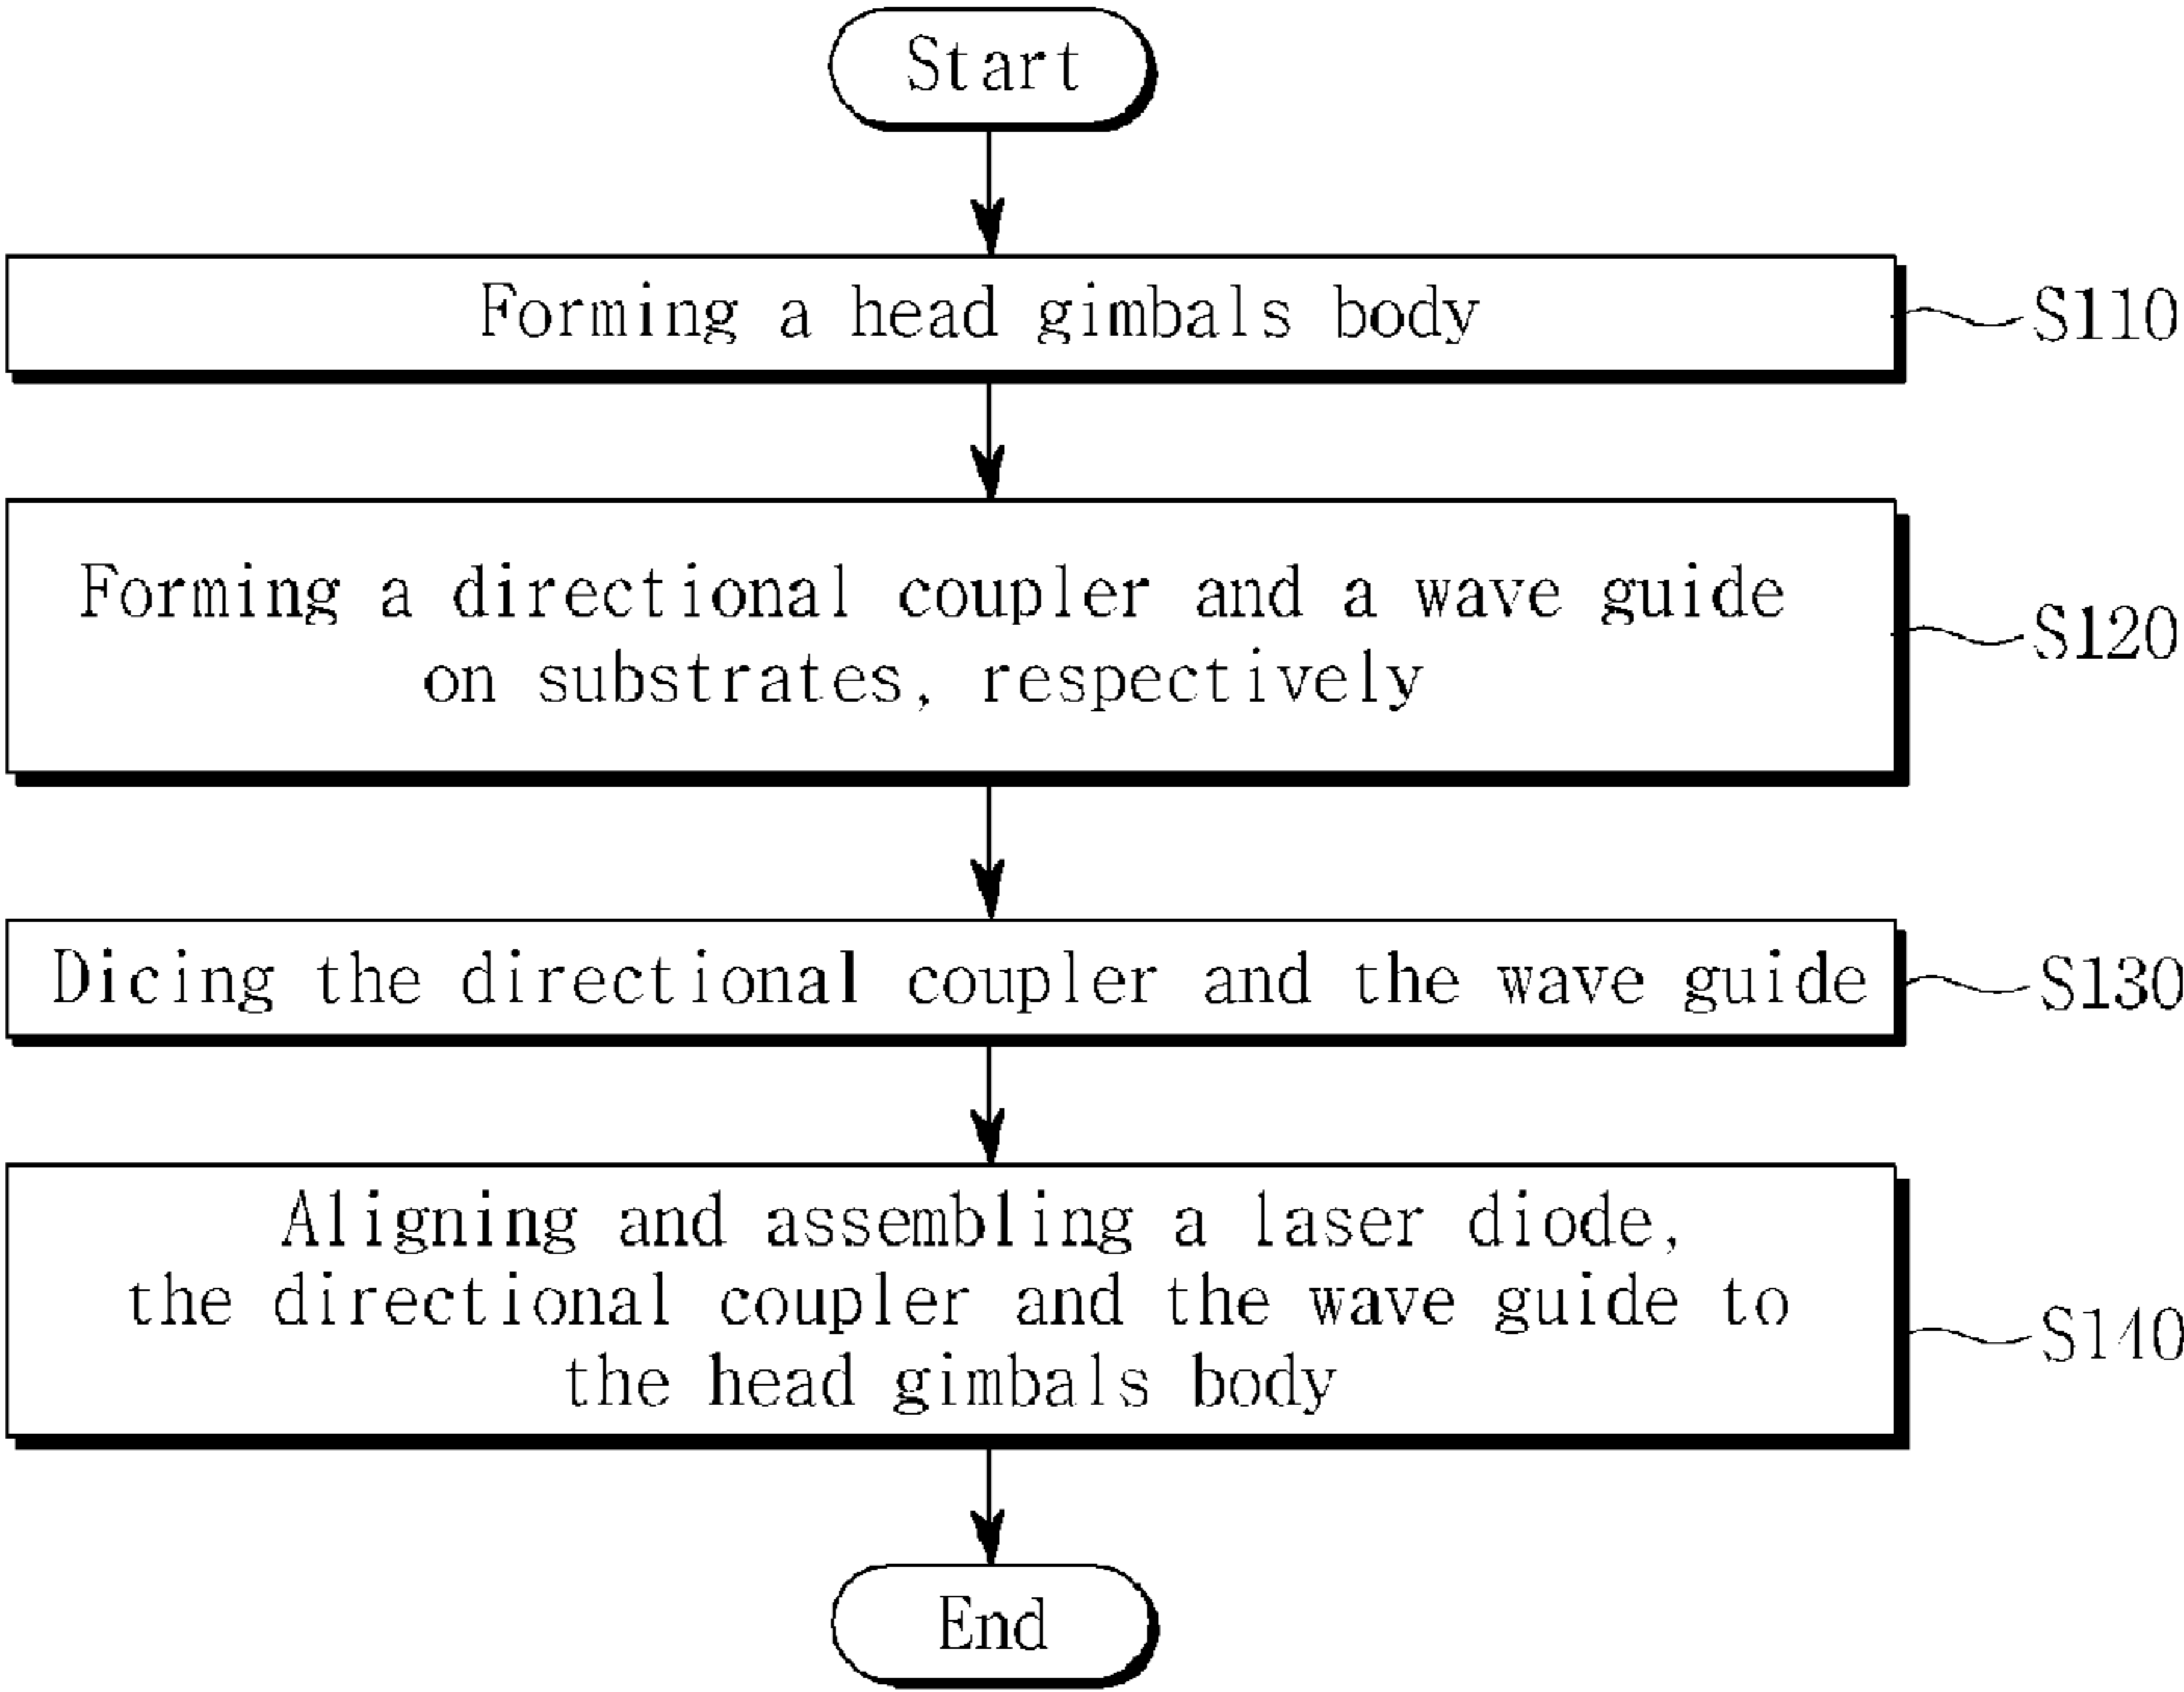 Start
Forming a head gimbals body
S110
Forming a directional coupler and a wave guide
on substrates, respectively
S120
Dicing the directional coupler and the wave guide
S130
Aligning and assembling a laser diode,
the directional coupler and the wave guide to
the head gimbals body
S140
End